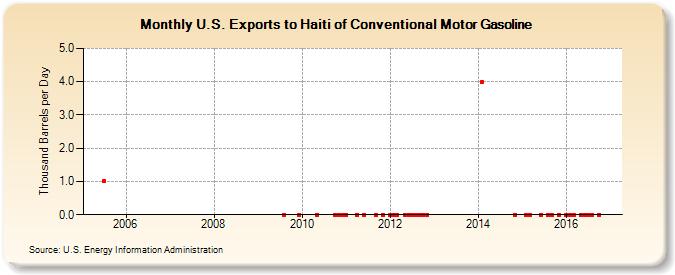 Monthly U.S. Exports to Haiti of Conventional Motor Gasoline
Thousand Barrels per Day
5.0
4.0
3.0
2.0
1.0
0.0
2006 2008 2010 2012 2014 2016
Source: U.S. Energy Information Administration